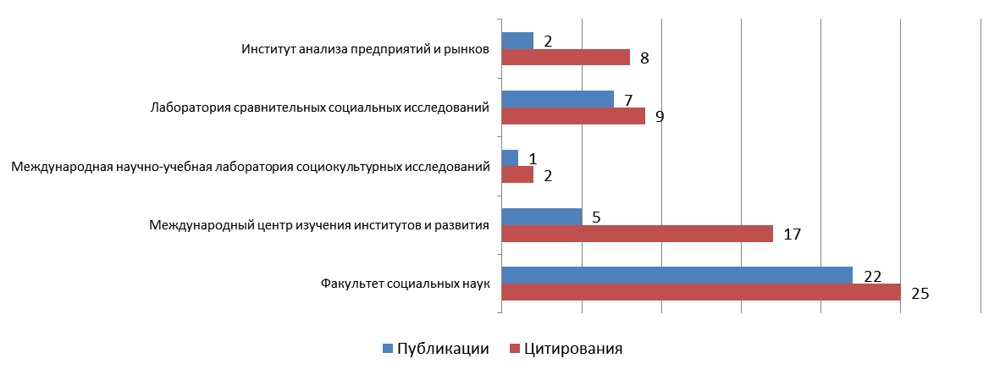 Институт анализа предприятий и рынков
2
8
Лаборатория сравнительных социальных исследований
7
9
Международная научно-учебная лаборатория социокультурных исследований
1
2
Международный центр изучения институтов и развития
5
17
Факультет социальных наук
22
25
Публикации
Цитирования